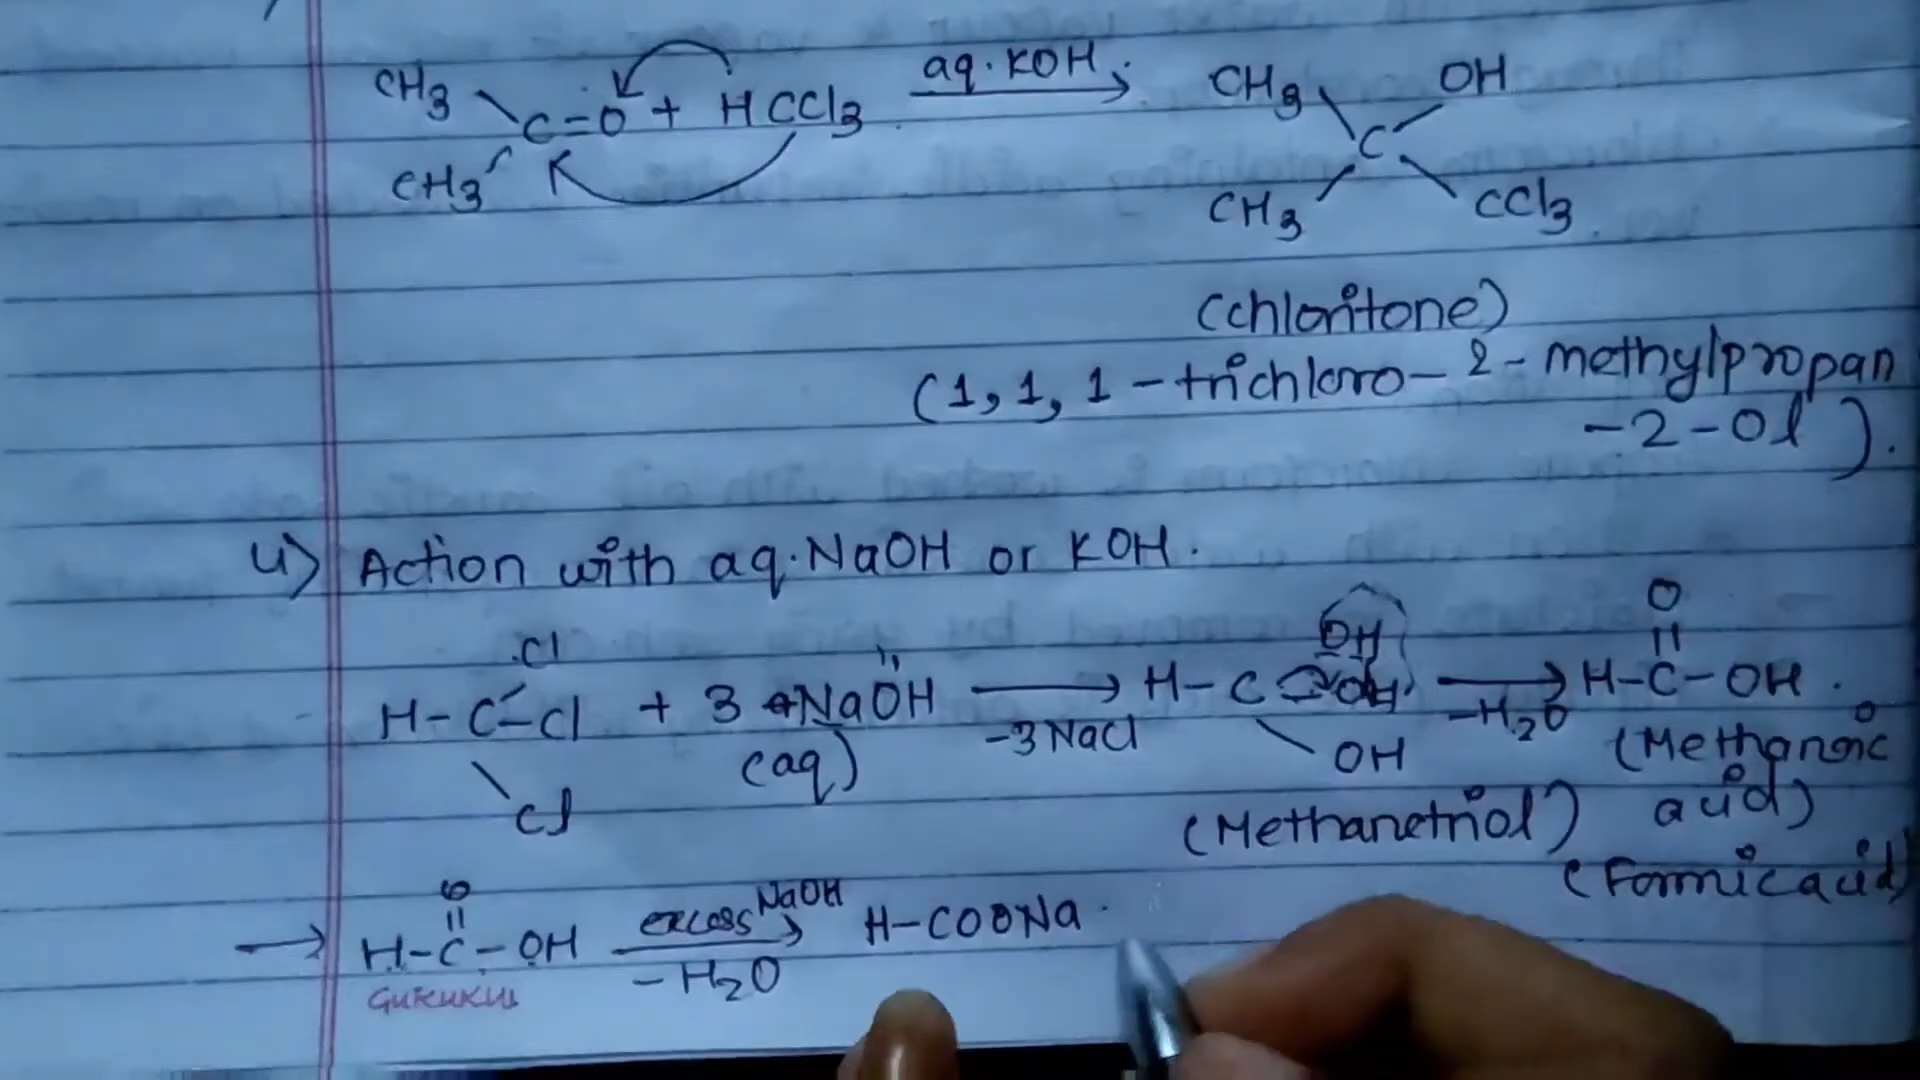 CH3 \ C=O + HCCl3 aq. KOH → CH3 \ C / OH
CH3 / CH3 / \ CCl3.
(chloritone)
(1, 1, 1 - trichloro - 2 - methylpropan
- 2 - ol ).
4) Action with aq. NaOH or KOH.
H - C - Cl + 3 NaOH → H - C - OH → H - C - OH.
Cl OH O
Cl (aq) -3 NaCl OH -H2O (Methanoic
(Methanetriol) acid)
(Formic acid)
→ H - C - OH excess NaOH → H - COONa.
O - H2O
GURUKUL